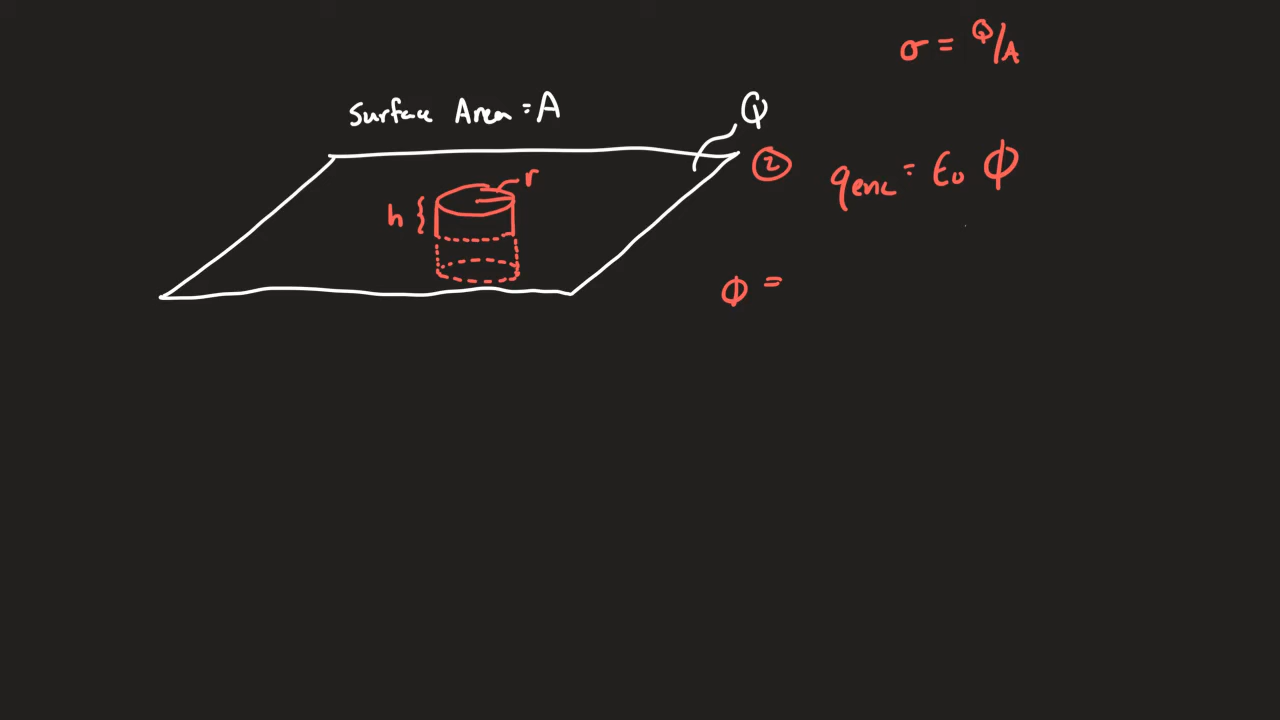 σ = Q/A
Surface Area = A
Q
② qenc = ϵ₀ Φ
r
h {
Φ =